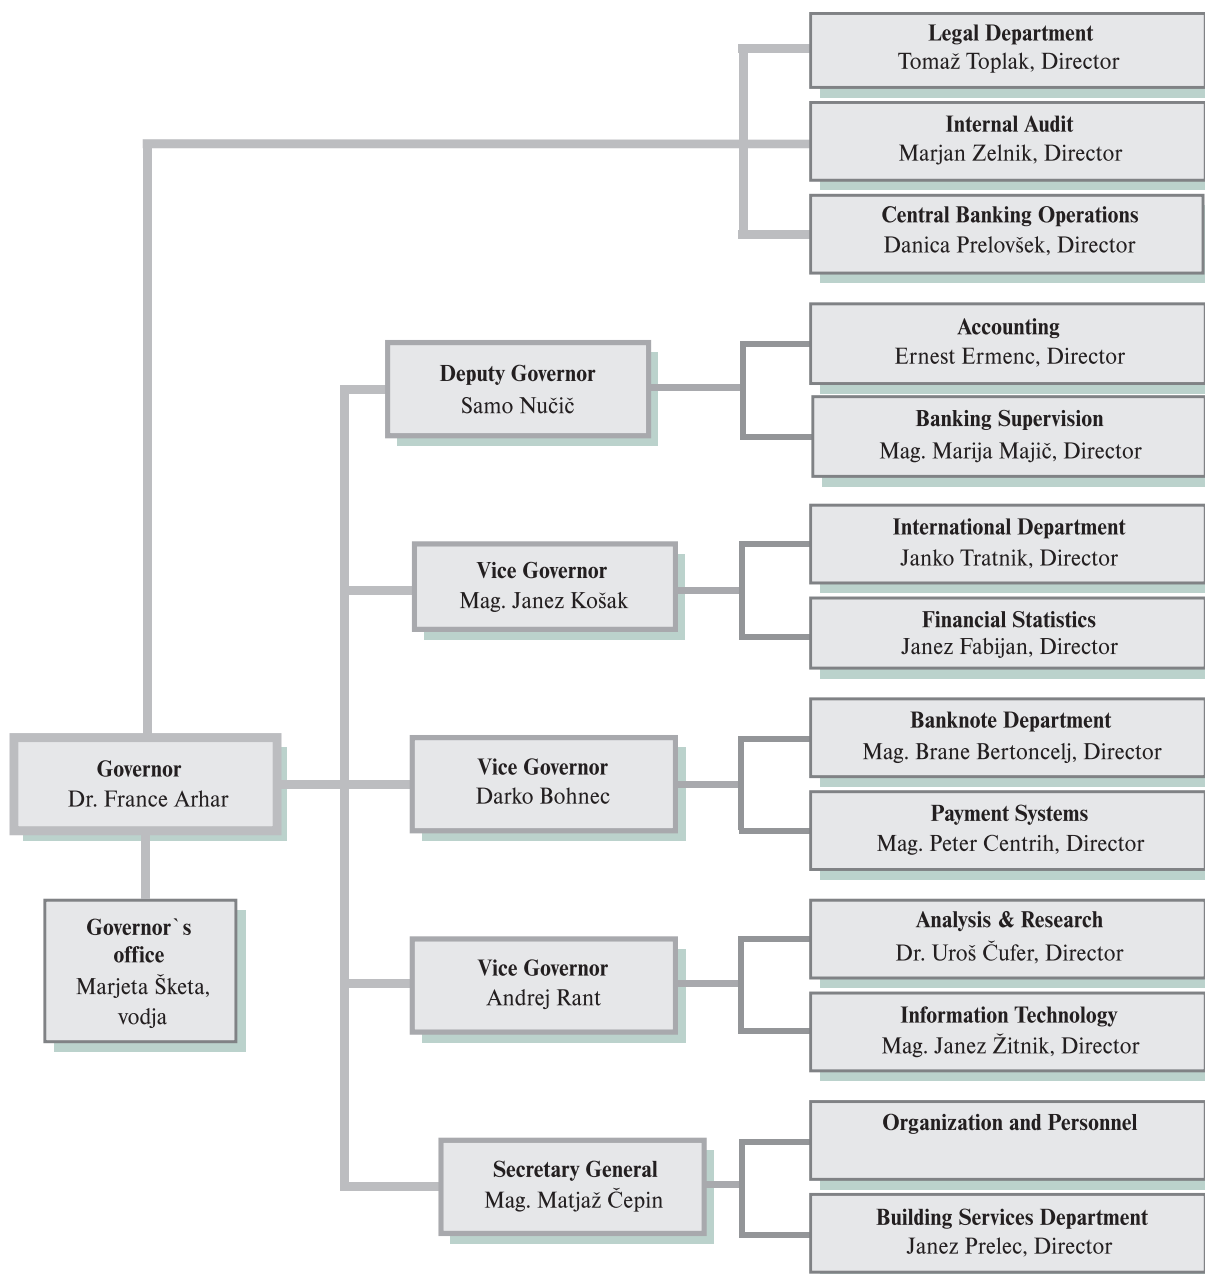 Legal Department
Tomaž Toplak, Director
Internal Audit
Marjan Zelnik, Director
Central Banking Operations
Danica Prelovšek, Director
Accounting
Ernest Ermenc, Director
Deputy Governor
Samo Nučič
Banking Supervision
Mag. Marija Majič, Director
International Department
Janko Tratnik, Director
Vice Governor
Mag. Janez Košak
Financial Statistics
Janez Fabijan, Director
Banknote Department
Mag. Brane Bertoncelj, Director
Vice Governor
Darko Bohnec
Governor
Dr. France Arhar
Payment Systems
Mag. Peter Centrih, Director
Governor`s
office
Marjeta Šketa,
vodja
Analysis & Research
Dr. Uroš Čufer, Director
Vice Governor
Andrej Rant
Information Technology
Mag. Janez Žitnik, Director
Organization and Personnel
Secretary General
Mag. Matjaž Čepin
Building Services Department
Janez Prelec, Director